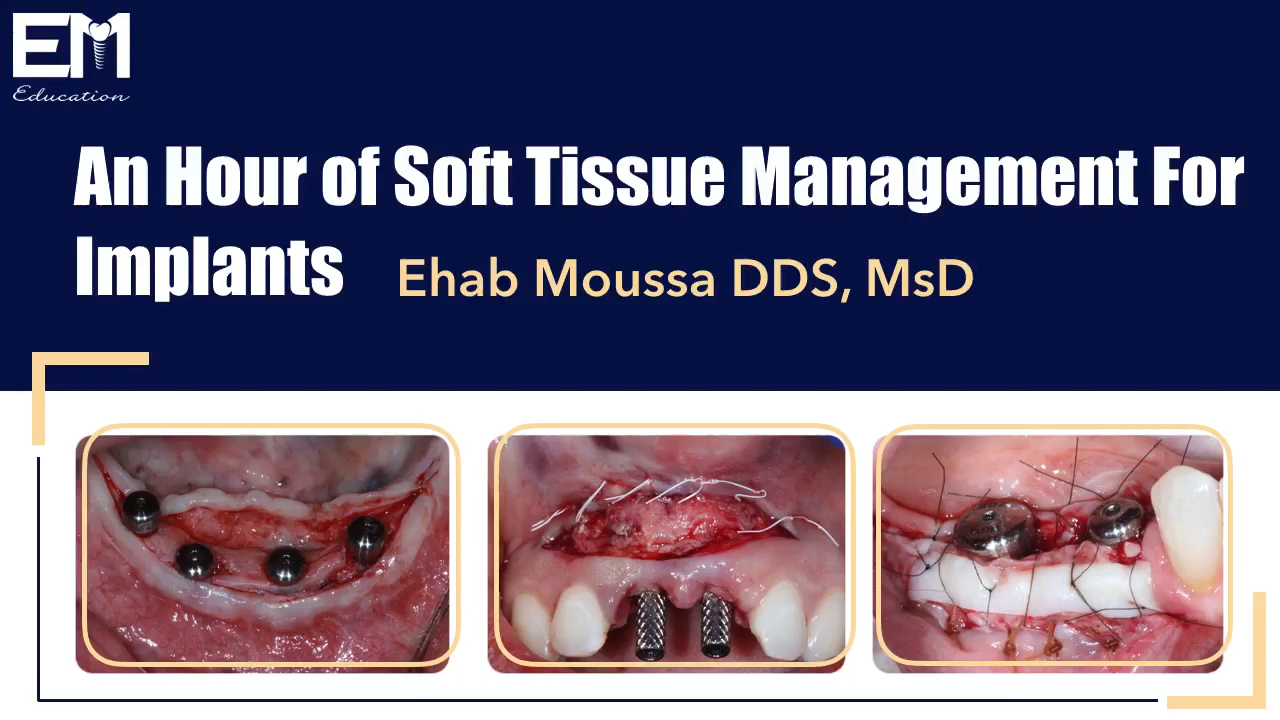 EM
Education
An Hour of Soft Tissue Management For
Implants
Ehab Moussa DDS, MsD